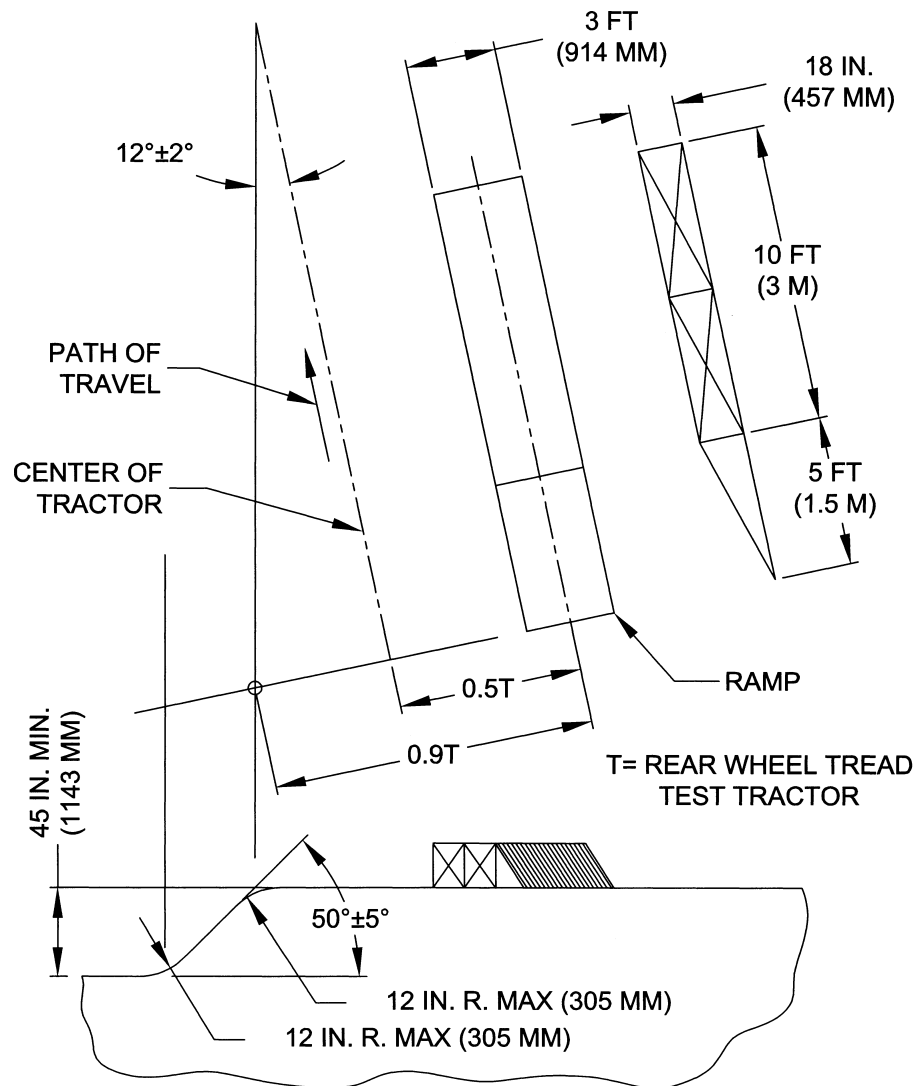 3 FT
(914 MM)
18 IN.
(457 MM)
12°±2°
10 FT
(3 M)
PATH OF
TRAVEL
CENTER OF
TRACTOR
5 FT
(1.5 M)
RAMP
0.5T
0.9T
T= REAR WHEEL TREAD
TEST TRACTOR
45 IN. MIN.
(1143 MM)
50°±5°
12 IN. R. MAX (305 MM)
12 IN. R. MAX (305 MM)